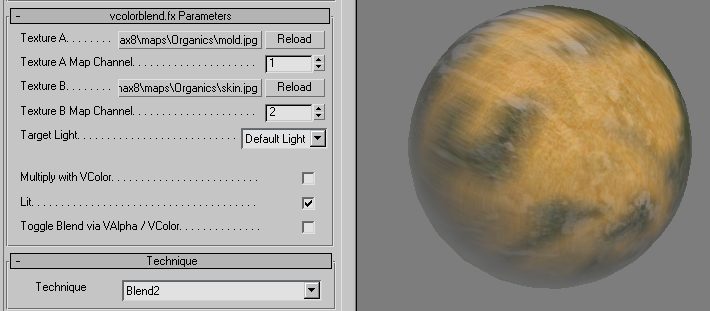 - vcolorblend.fx Parameters
Texture A. . . . . . . . . . ax8\maps\Organics\mold.jpg Reload
Texture A Map Channel. . . . . . . . . . . . . . . . . . . . 1
Texture B. . . . . . . . . . nax8\maps\Organics\skin.jpg Reload
Texture B Map Channel. . . . . . . . . . . . . . . . . . . . 2
Target Light. . . . . . . . . . . . . . . . . . . . . . . Default Light
Multiply with VColor. . . . . . . . . . . . . . . . . . . .
Lit. . . . . . . . . . . . . . . . . . . . . . . . . . . . . . .
Toggle Blend via VAlpha / VColor. . . . . . . . . . . . .
- Technique
Technique Blend2